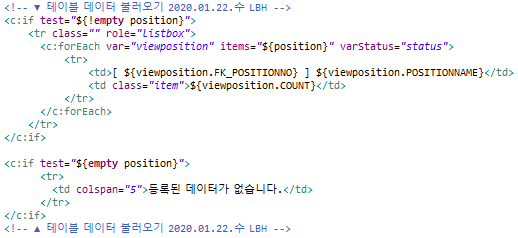 <!-- ▼ 테이블 데이터 불러오기 2020.01.22.수 LBH -->
<c:if test="${!empty position}">
    <tr class="" role="Listbox">
      <c:forEach var="viewposition" items="${position}" varStatus="status">
          <tr>
              <td>[ ${viewposition.FK_POSITIONNO} ] ${viewposition.POSITIONNAME}</td>
              <td class="item">${viewposition.COUNT}</td>
          </tr>
      </c:forEach>
    </tr>
</c:if>

<c:if test="${empty position}">
      <tr>
        <td colspan="5">등록된 데이터가 없습니다.</td>
      </tr>
</c:if>
<!-- ▲ 테이블 데이터 불러오기 2020.01.22.수 LBH -->